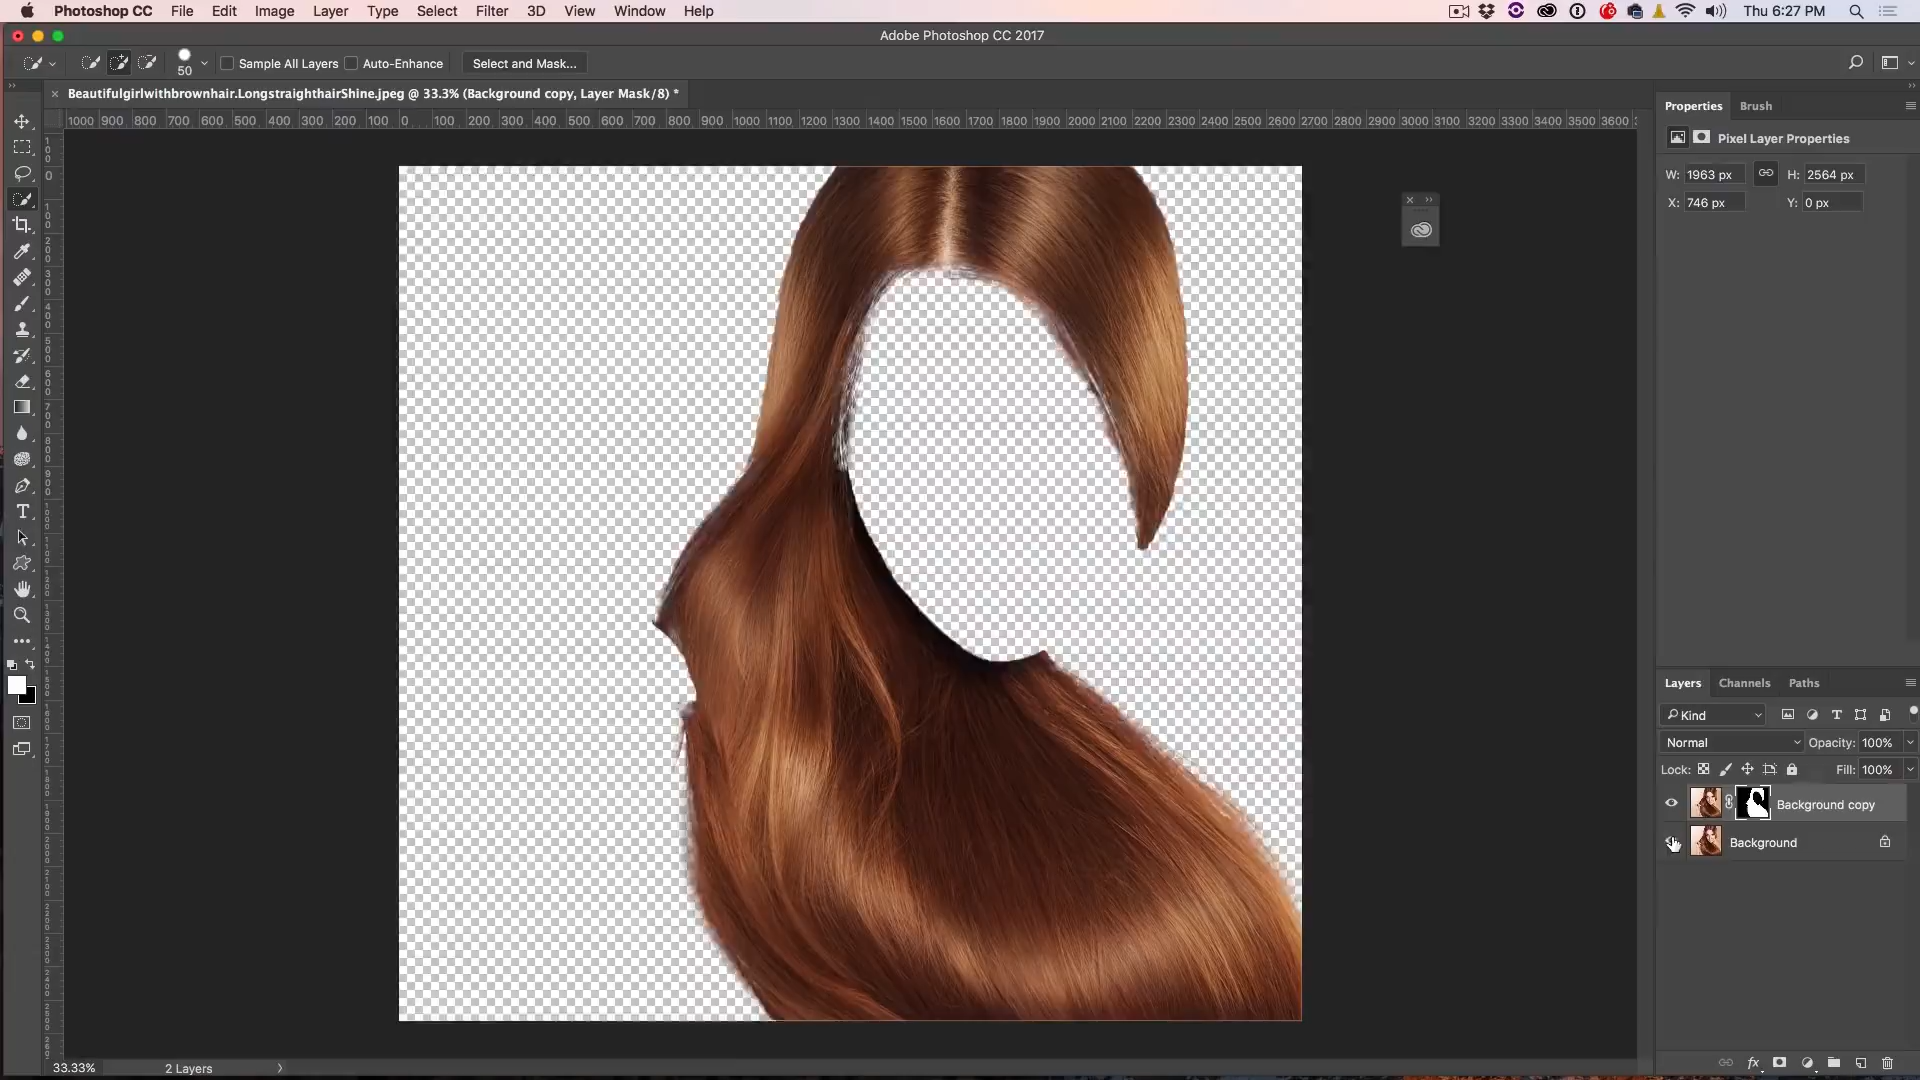 Photoshop CC File Edit Image Layer Type Select Filter 3D View Window Help Thu 6:27 PM
Adobe Photoshop CC 2017
50 Sample All Layers Auto-Enhance Select and Mask...
Beautifulgirlwithbrownhair.LongstraighthairShine.jpeg @ 33.3% (Background copy, Layer Mask/8) *
1000 900 800 700 600 500 400 300 200 100 0 100 200 300 400 500 600 700 800 900 1000 1100 1200 1300 1400 1500 1600 1700 1800 1900 2000 2100 2200 2300 2400 2500 2600 2700 2800 2900 3000 3100 3200 3300 3400 3500 3600
Properties Brush
Pixel Layer Properties
W: 1963 px H: 2564 px
X: 746 px Y: 0 px
Layers Channels Paths
Kind
Normal Opacity: 100%
Lock: Fill: 100%
Background copy
Background
33.33% 2 Layers